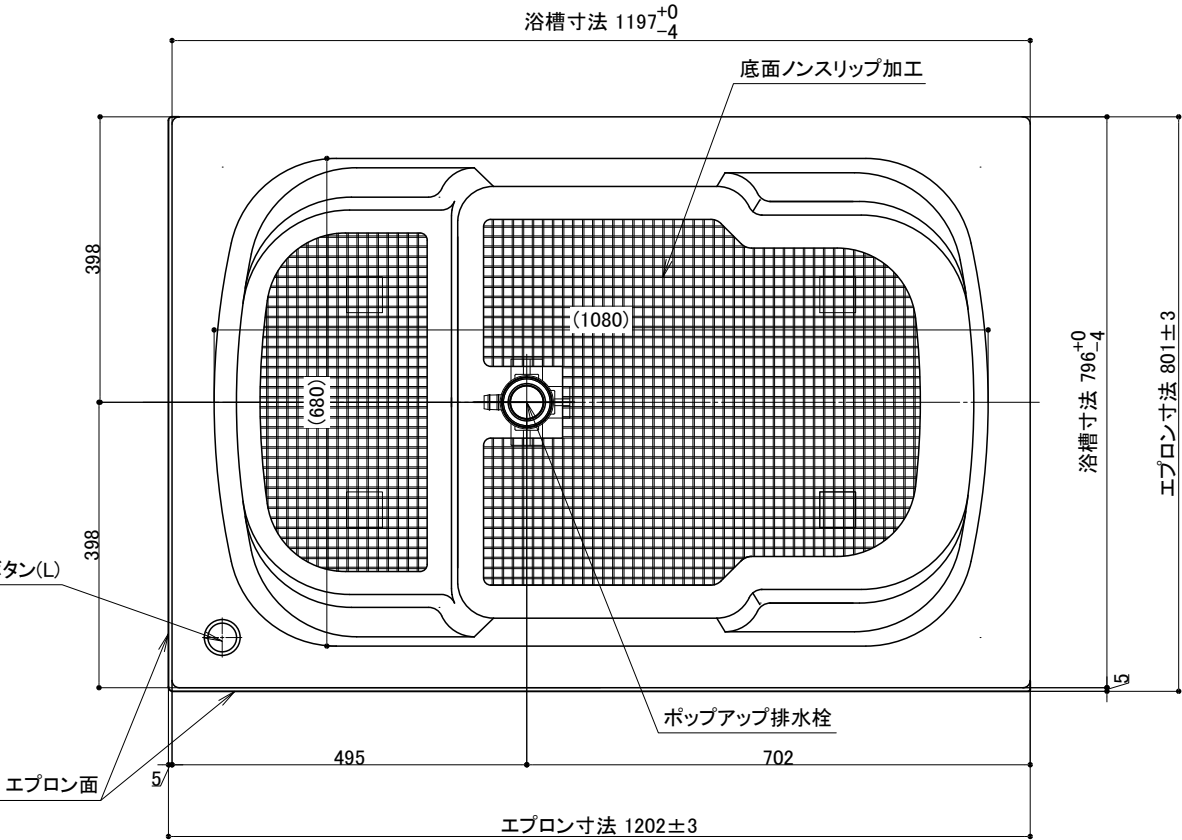 浴槽寸法 1197+0
-4
底面ノンスリップ加工
398
(1080)
(680)
浴槽寸法 796+0
-4
エプロン寸法 801±3
398
タン(L)
5
ポップアップ排水栓
495
702
5
エプロン面
エプロン寸法 1202±3